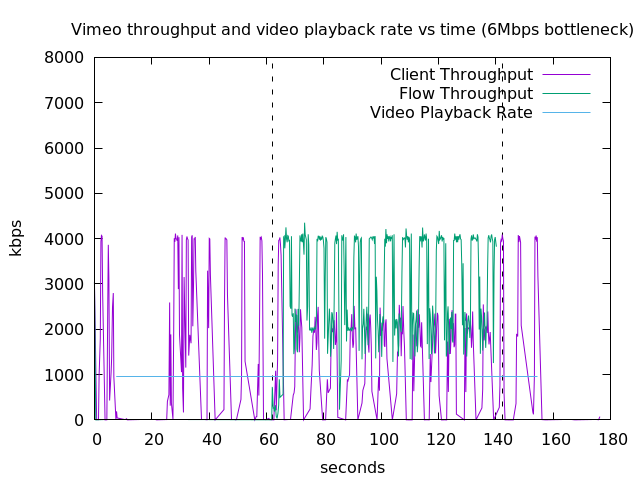 Vimeo throughput and video playback rate vs time (6Mbps bottleneck)
8000
7000
6000
5000
4000
3000
2000
1000
0
kbps
Client Throughput
Flow Throughput
Video Playback Rate
0 20 40 60 80 100 120 140 160 180
seconds